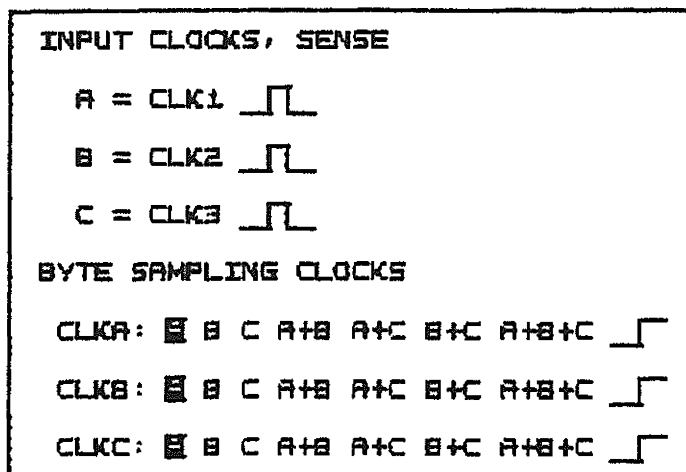 INPUT CLOCKS, SENSE
A = CLK1
B = CLK2
C = CLK3
BYTE SAMPLING CLOCKS
CLKA: A B C A+B A+C B+C A+B+C
CLKB: A B C A+B A+C B+C A+B+C
CLKC: A B C A+B A+C B+C A+B+C